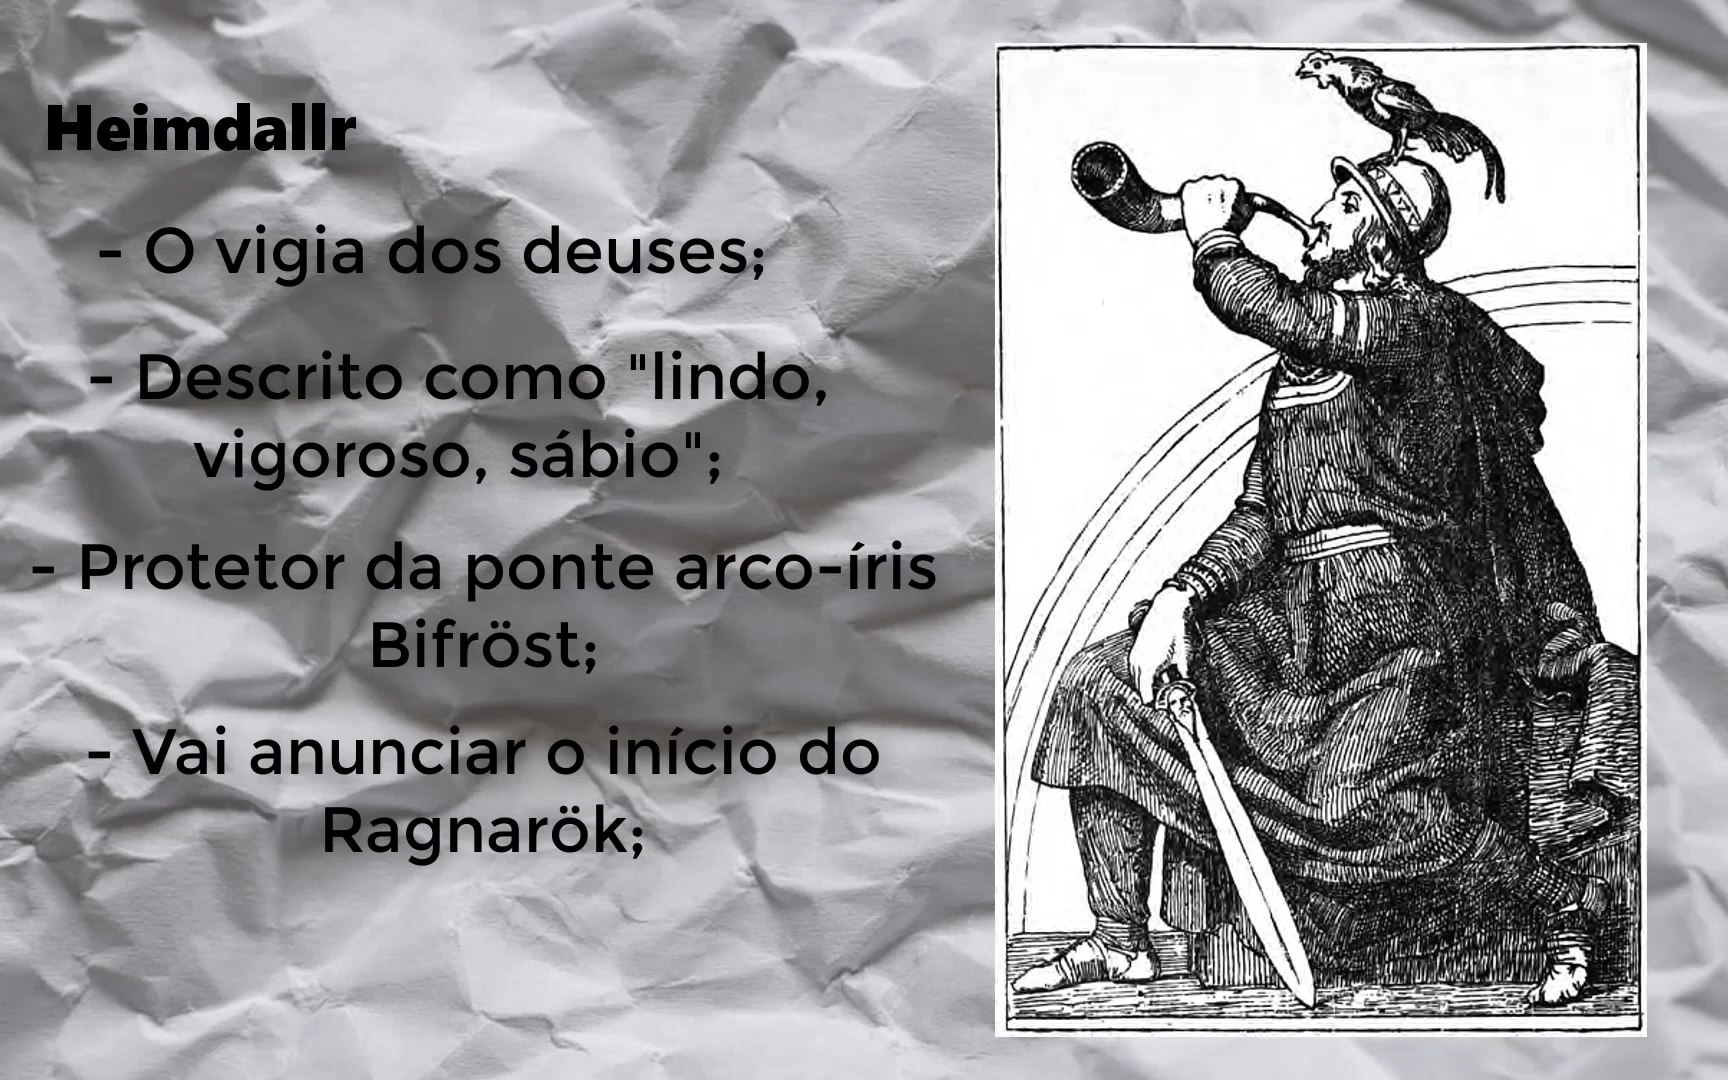 Heimdallr
- O vigia dos deuses;
- Descrito como "lindo,
vigoroso, sábio";
- Protetor da ponte arco-íris
Bifröst;
- Vai anunciar o início do
Ragnarök;